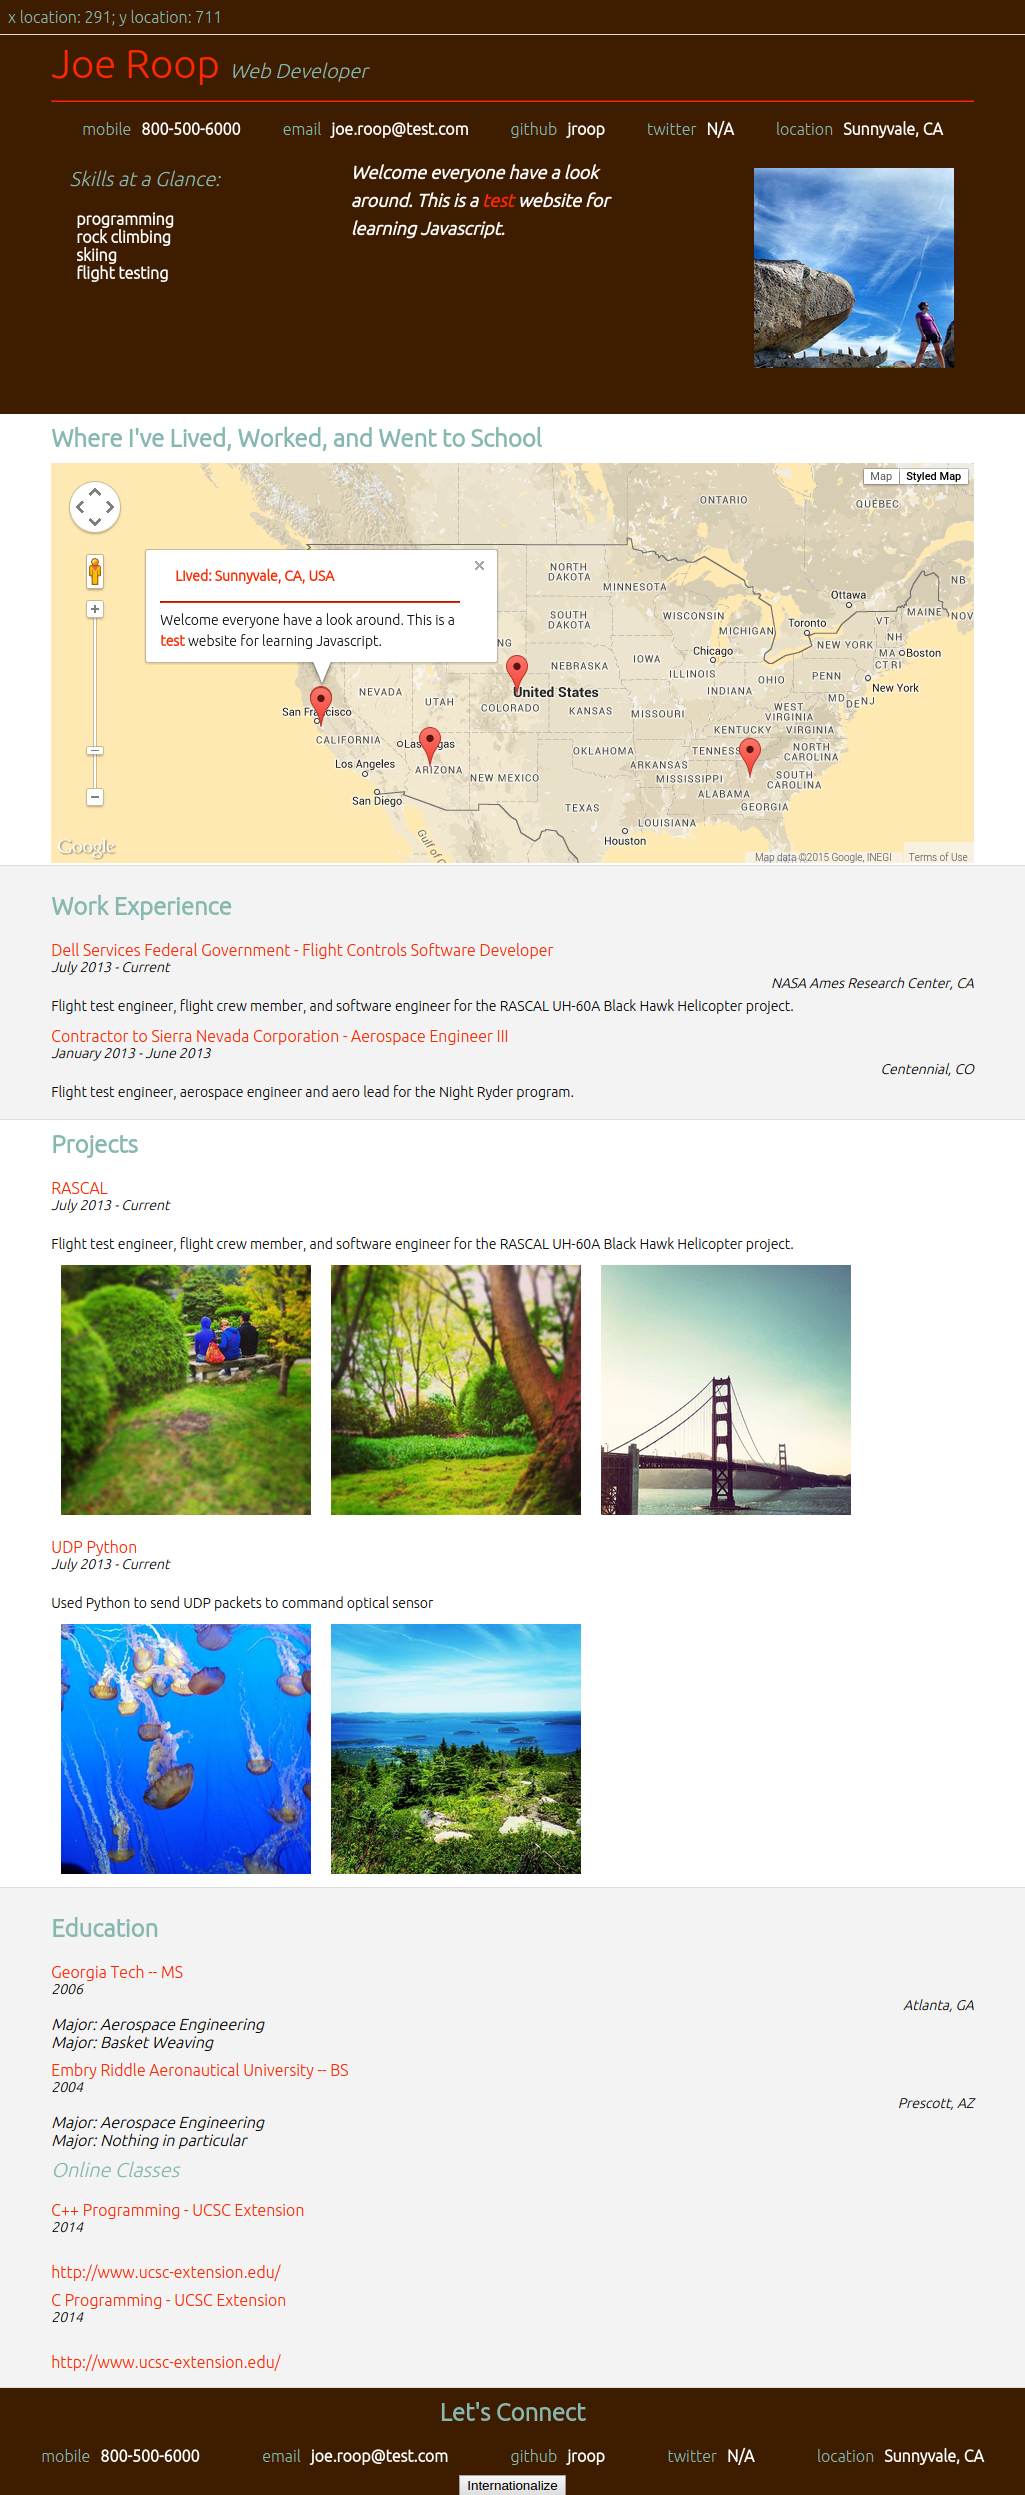 x location: 291; y location: 711
Joe Roop Web Developer
mobile 800-500-6000 email joe.roop@test.com github jroop twitter N/A location Sunnyvale, CA
Skills at a Glance:
programming
rock climbing
skiing
flight testing
Welcome everyone have a look
around. This is a test website for
learning Javascript.
Where I've Lived, Worked, and Went to School
Map Styled Map
ONTARIO
QUÉBEC
Lived: Sunnyvale, CA, USA
Welcome everyone have a look around. This is a
test website for learning Javascript.
NORTH
DAKOTA
MINNESOTA
SOUTH
DAKOTA
WISCONSIN
MICHIGAN
Ottawa
Toronto
NB
MAINE
NOV
VT
NH
NEW YORK
MA
Boston
CT RI
NG
NEBRASKA
IOWA
Chicago
ILLINOIS
INDIANA
OHIO
PENN
New York
MD
DE
NJ
United States
NEVADA
UTAH
COLORADO
KANSAS
MISSOURI
WEST
VIRGINIA
KENTUCKY
VIRGINIA
San Francisco
CALIFORNIA
Las Vegas
Los Angeles
ARIZONA
NEW MEXICO
San Diego
OKLAHOMA
ARKANSAS
TENNESS
NORTH
CAROLINA
MISSISSIPPI
SOUTH
CAROLINA
ALABAMA
GEORGIA
TEXAS
LOUISIANA
Houston
Gulf of C
Google
Map data ©2015 Google, INEGI Terms of Use
Work Experience
Dell Services Federal Government - Flight Controls Software Developer
July 2013 - Current
NASA Ames Research Center, CA
Flight test engineer, flight crew member, and software engineer for the RASCAL UH-60A Black Hawk Helicopter project.
Contractor to Sierra Nevada Corporation - Aerospace Engineer III
January 2013 - June 2013
Centennial, CO
Flight test engineer, aerospace engineer and aero lead for the Night Ryder program.
Projects
RASCAL
July 2013 - Current
Flight test engineer, flight crew member, and software engineer for the RASCAL UH-60A Black Hawk Helicopter project.
UDP Python
July 2013 - Current
Used Python to send UDP packets to command optical sensor
Education
Georgia Tech -- MS
2006
Atlanta, GA
Major: Aerospace Engineering
Major: Basket Weaving
Embry Riddle Aeronautical University -- BS
2004
Prescott, AZ
Major: Aerospace Engineering
Major: Nothing in particular
Online Classes
C++ Programming - UCSC Extension
2014
http://www.ucsc-extension.edu/
C Programming - UCSC Extension
2014
http://www.ucsc-extension.edu/
Let's Connect
mobile 800-500-6000 email joe.roop@test.com github jroop twitter N/A location Sunnyvale, CA
Internationalize